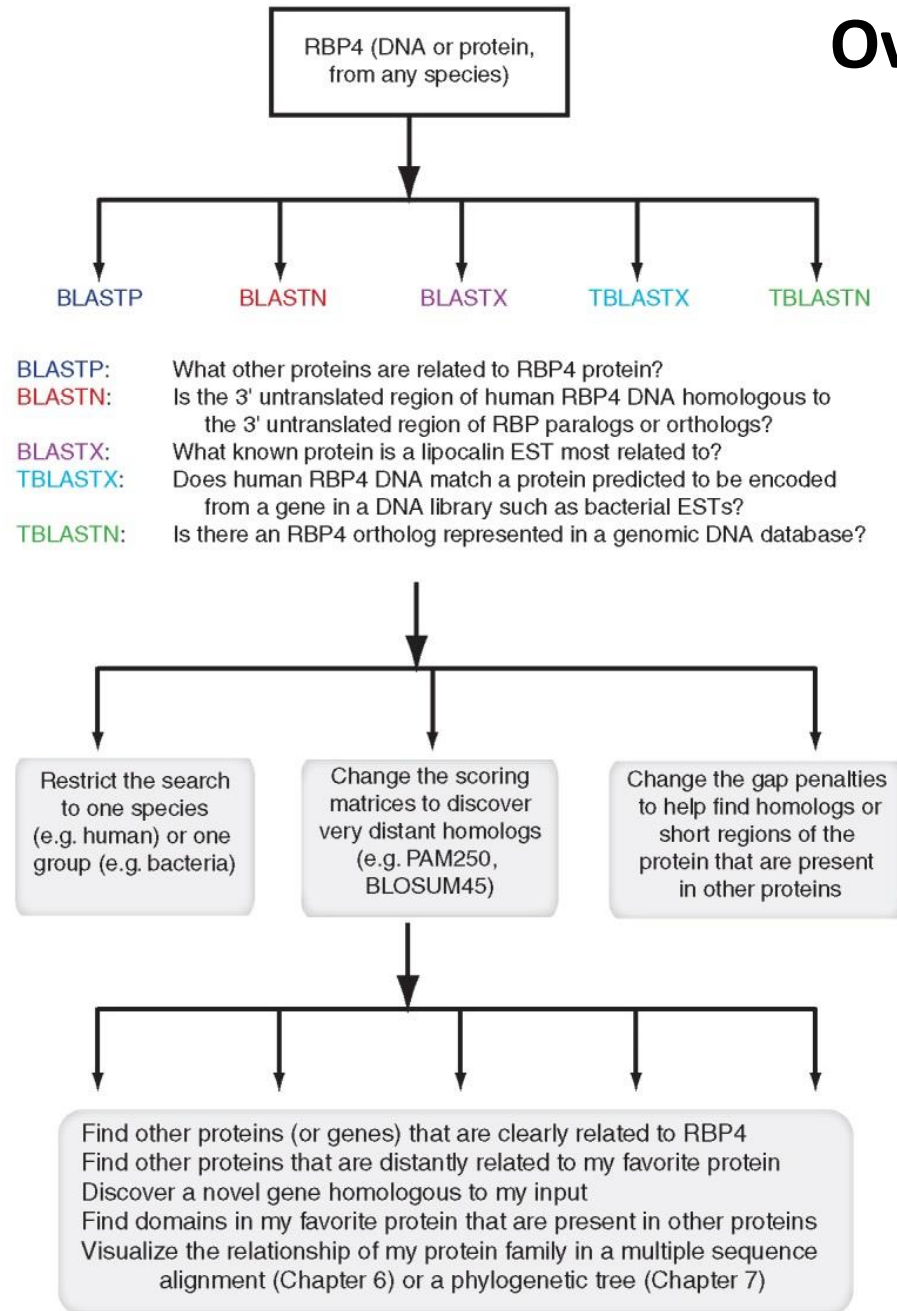 Ov
RBP4 (DNA or protein,
from any species)
BLASTP BLASTN BLASTX TBLASTX TBLASTN
BLASTP: What other proteins are related to RBP4 protein?
BLASTN: Is the 3' untranslated region of human RBP4 DNA homologous to
the 3' untranslated region of RBP paralogs or orthologs?
BLASTX: What known protein is a lipocalin EST most related to?
TBLASTX: Does human RBP4 DNA match a protein predicted to be encoded
from a gene in a DNA library such as bacterial ESTs?
TBLASTN: Is there an RBP4 ortholog represented in a genomic DNA database?
Restrict the search
to one species
(e.g. human) or one
group (e.g. bacteria)
Change the scoring
matrices to discover
very distant homologs
(e.g. PAM250,
BLOSUM45)
Change the gap penalties
to help find homologs or
short regions of the
protein that are present
in other proteins
Find other proteins (or genes) that are clearly related to RBP4
Find other proteins that are distantly related to my favorite protein
Discover a novel gene homologous to my input
Find domains in my favorite protein that are present in other proteins
Visualize the relationship of my protein family in a multiple sequence
alignment (Chapter 6) or a phylogenetic tree (Chapter 7)